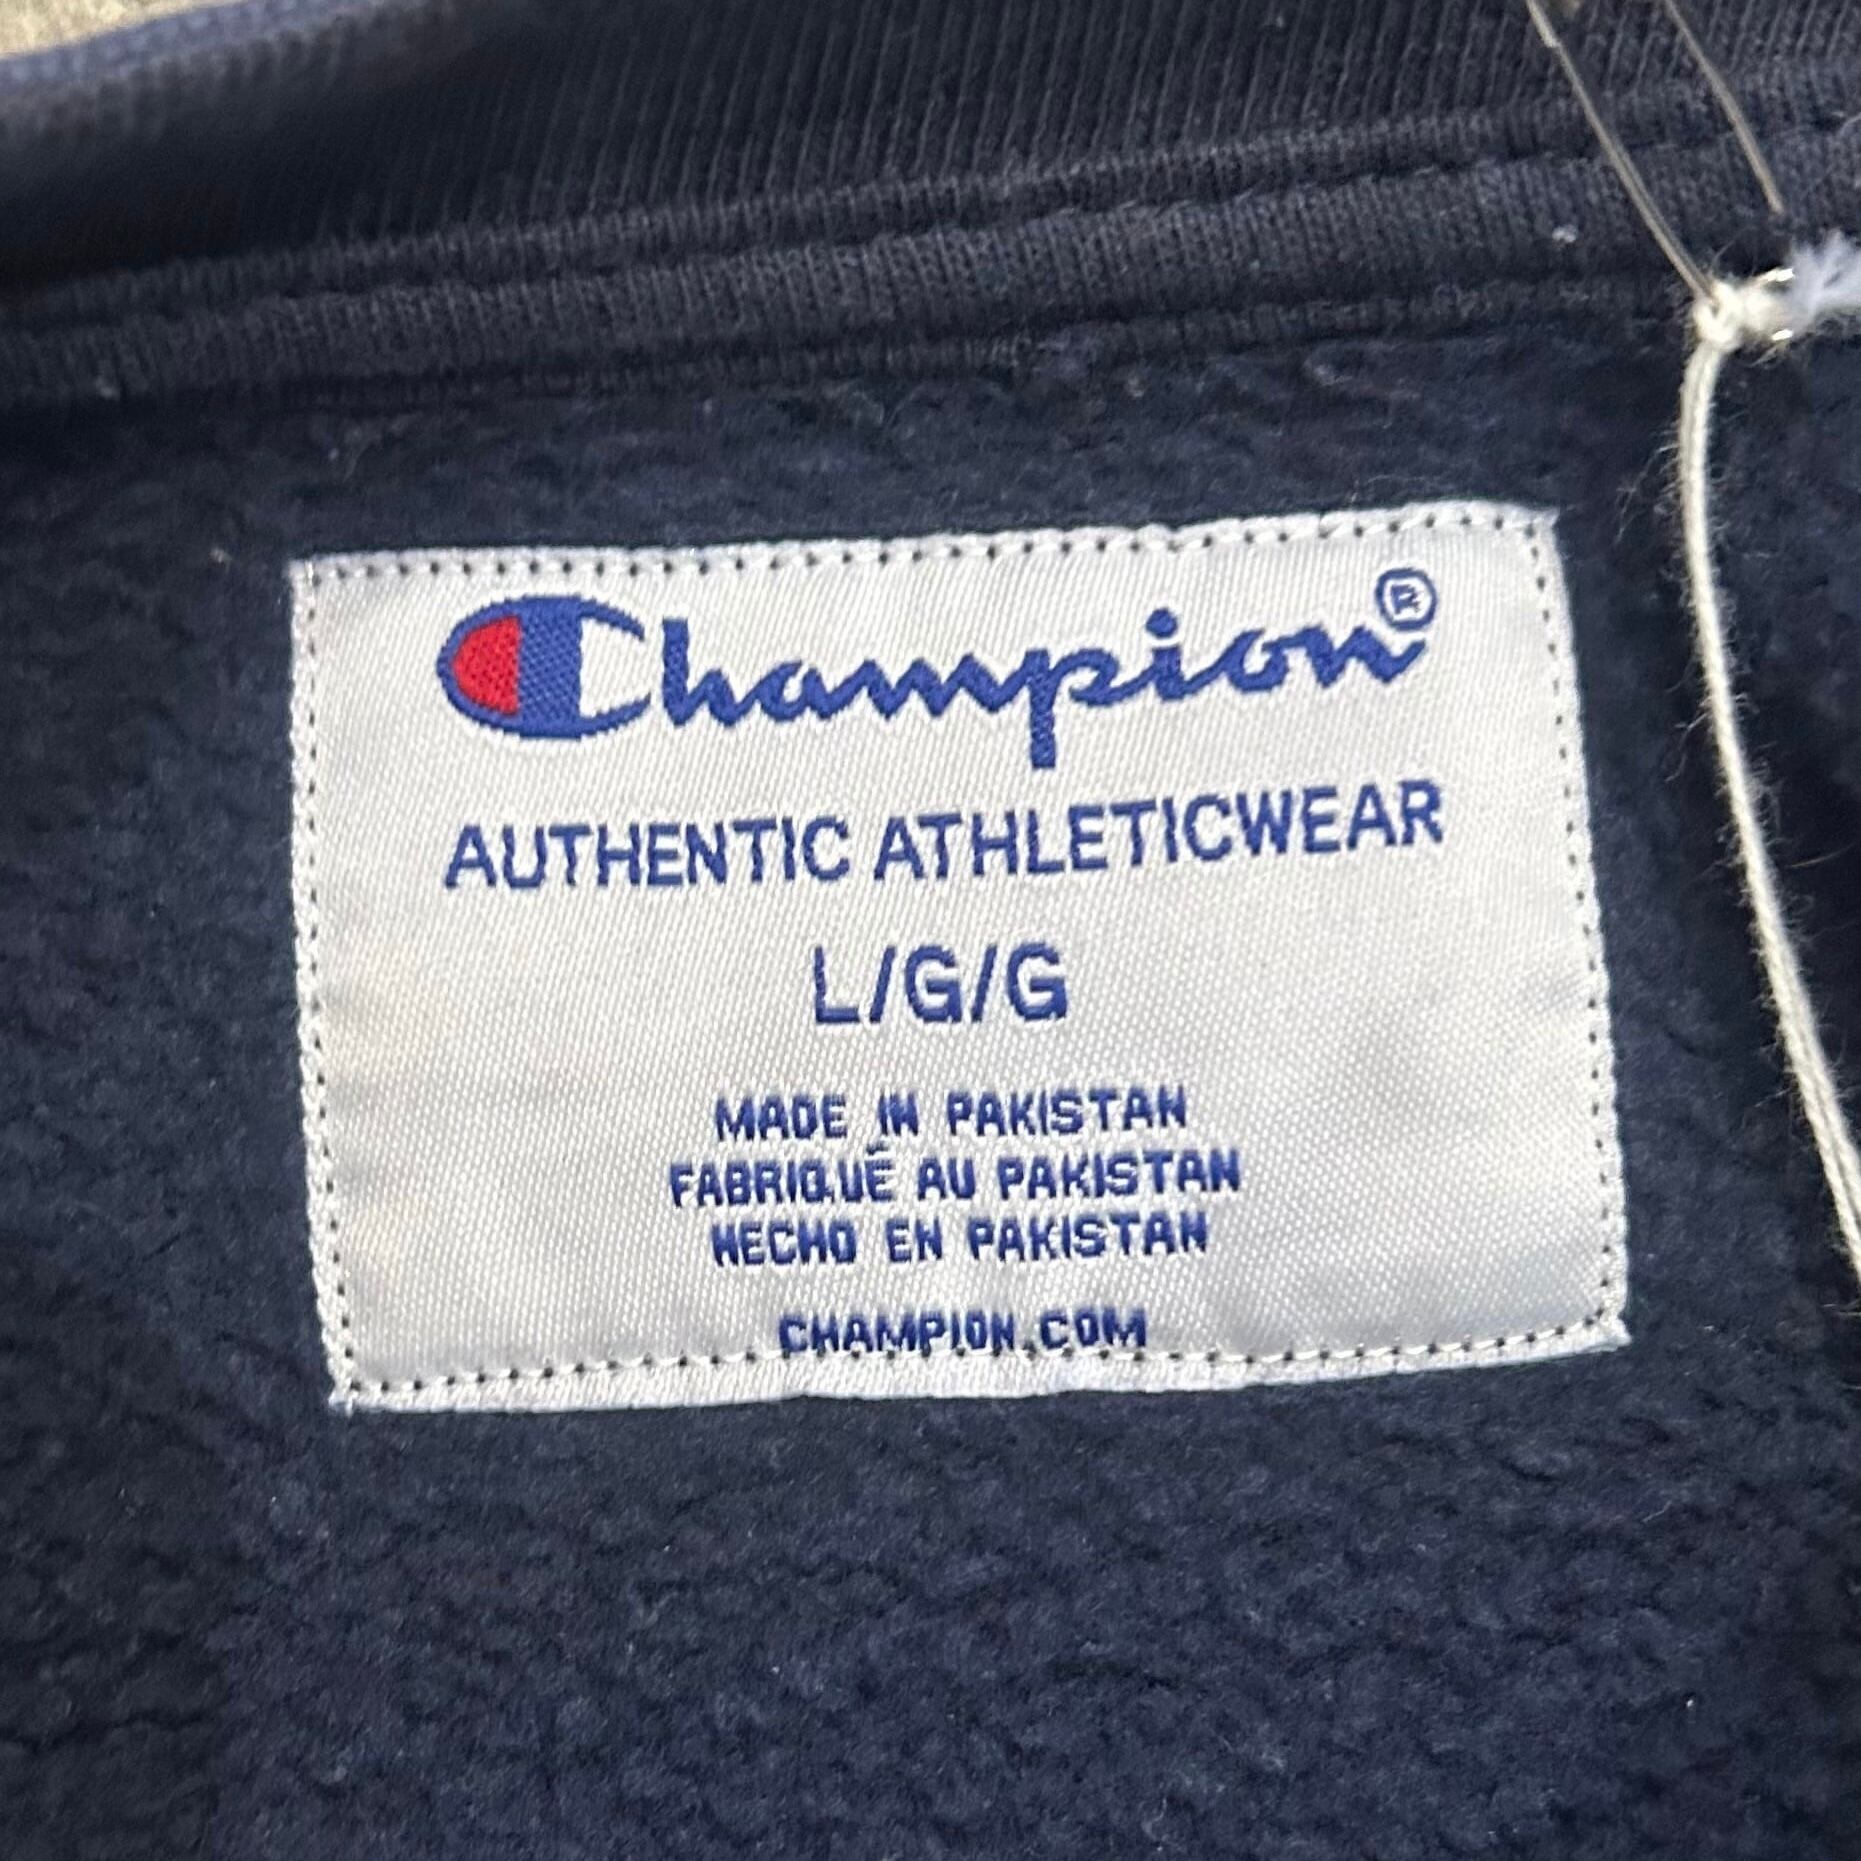 Champion®
AUTHENTIC ATHLETICWEAR
L/G/G
MADE IN PAKISTAN
FABRIQUÉ AU PAKISTAN
HECHO EN PAKISTAN
CHAMPION.COM